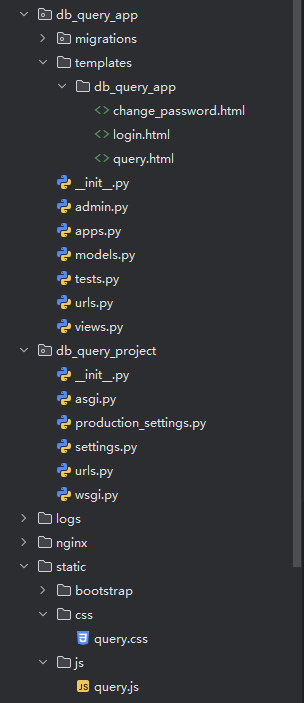 db_query_app
migrations
templates
db_query_app
change_password.html
login.html
query.html
__init__.py
admin.py
apps.py
models.py
tests.py
urls.py
views.py
db_query_project
__init__.py
asgi.py
production_settings.py
settings.py
urls.py
wsgi.py
logs
nginx
static
bootstrap
css
query.css
js
JS query.js